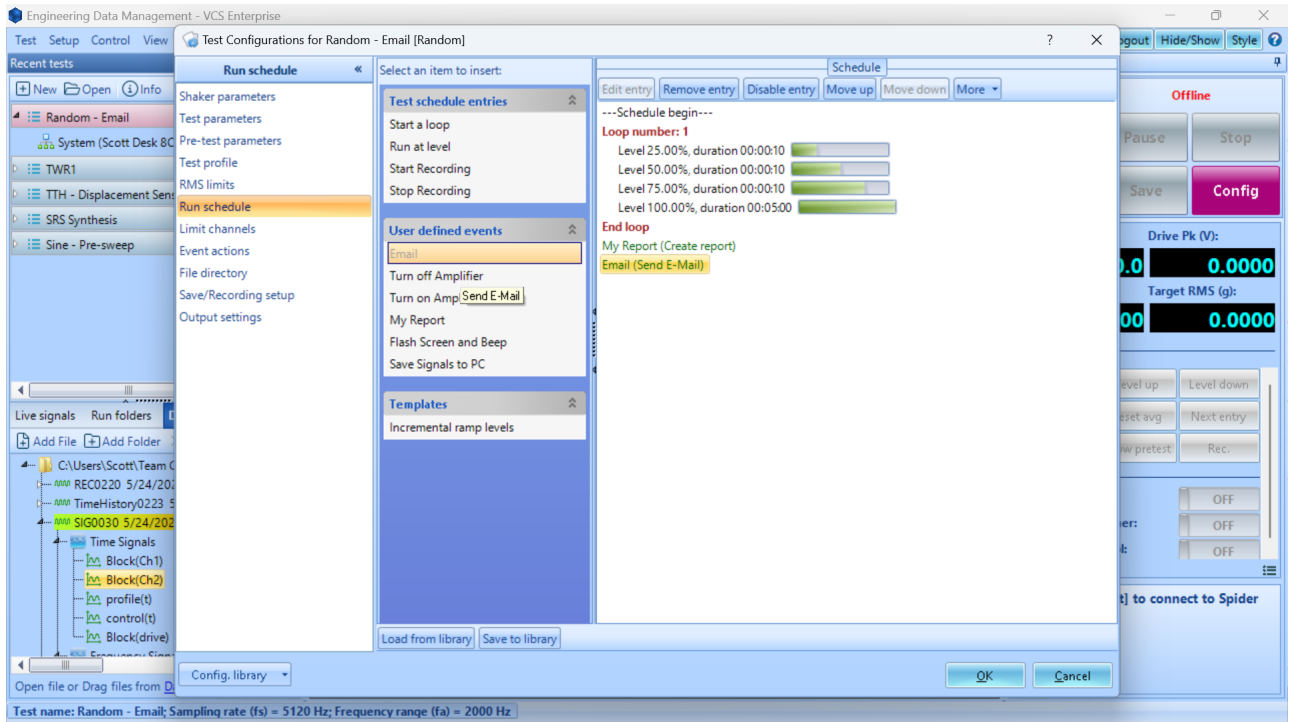 Engineering Data Management - VCS Enterprise
Test Setup Control View
Logout Hide/Show Style
Recent tests
New Open Info
Random - Email
System (Scott Desk 8C
TWR1
TTH - Displacement Sens
SRS Synthesis
Sine - Pre-sweep
Live signals Run folders
Add File Add Folder
C:\Users\Scott\Team C
REC0220 5/24/202
TimeHistory0223 5
SIG0030 5/24/202
Time Signals
Block(Ch1)
Block(Ch2)
profile(t)
control(t)
Block(drive)
Frequency Signa
Open file or Drag files from
Test name: Random - Email; Sampling rate (fs) = 5120 Hz; Frequency range (fa) = 2000 Hz
Test Configurations for Random - Email [Random]
Run schedule
Shaker parameters
Test parameters
Pre-test parameters
Test profile
RMS limits
Run schedule
Limit channels
Event actions
File directory
Save/Recording setup
Output settings
Config. library
Select an item to insert:
Test schedule entries
Start a loop
Run at level
Start Recording
Stop Recording
User defined events
Email
Turn off Amplifier
Turn on Amp
Send E-Mail
My Report
Flash Screen and Beep
Save Signals to PC
Templates
Incremental ramp levels
Load from library Save to library
Schedule
Edit entry Remove entry Disable entry Move up Move down More
---Schedule begin---
Loop number: 1
Level 25.00%, duration 00:00:10
Level 50.00%, duration 00:00:10
Level 75.00%, duration 00:00:10
Level 100.00%, duration 00:05:00
End loop
My Report (Create report)
Email (Send E-Mail)
OK Cancel
Offline
Pause Stop
Save Config
Drive Pk (V):
0.0 0.0000
Target RMS (g):
00 0.0000
evel up Level down
eset avg Next entry
ow pretest Rec.
OFF
er: OFF
l: OFF
t] to connect to Spider